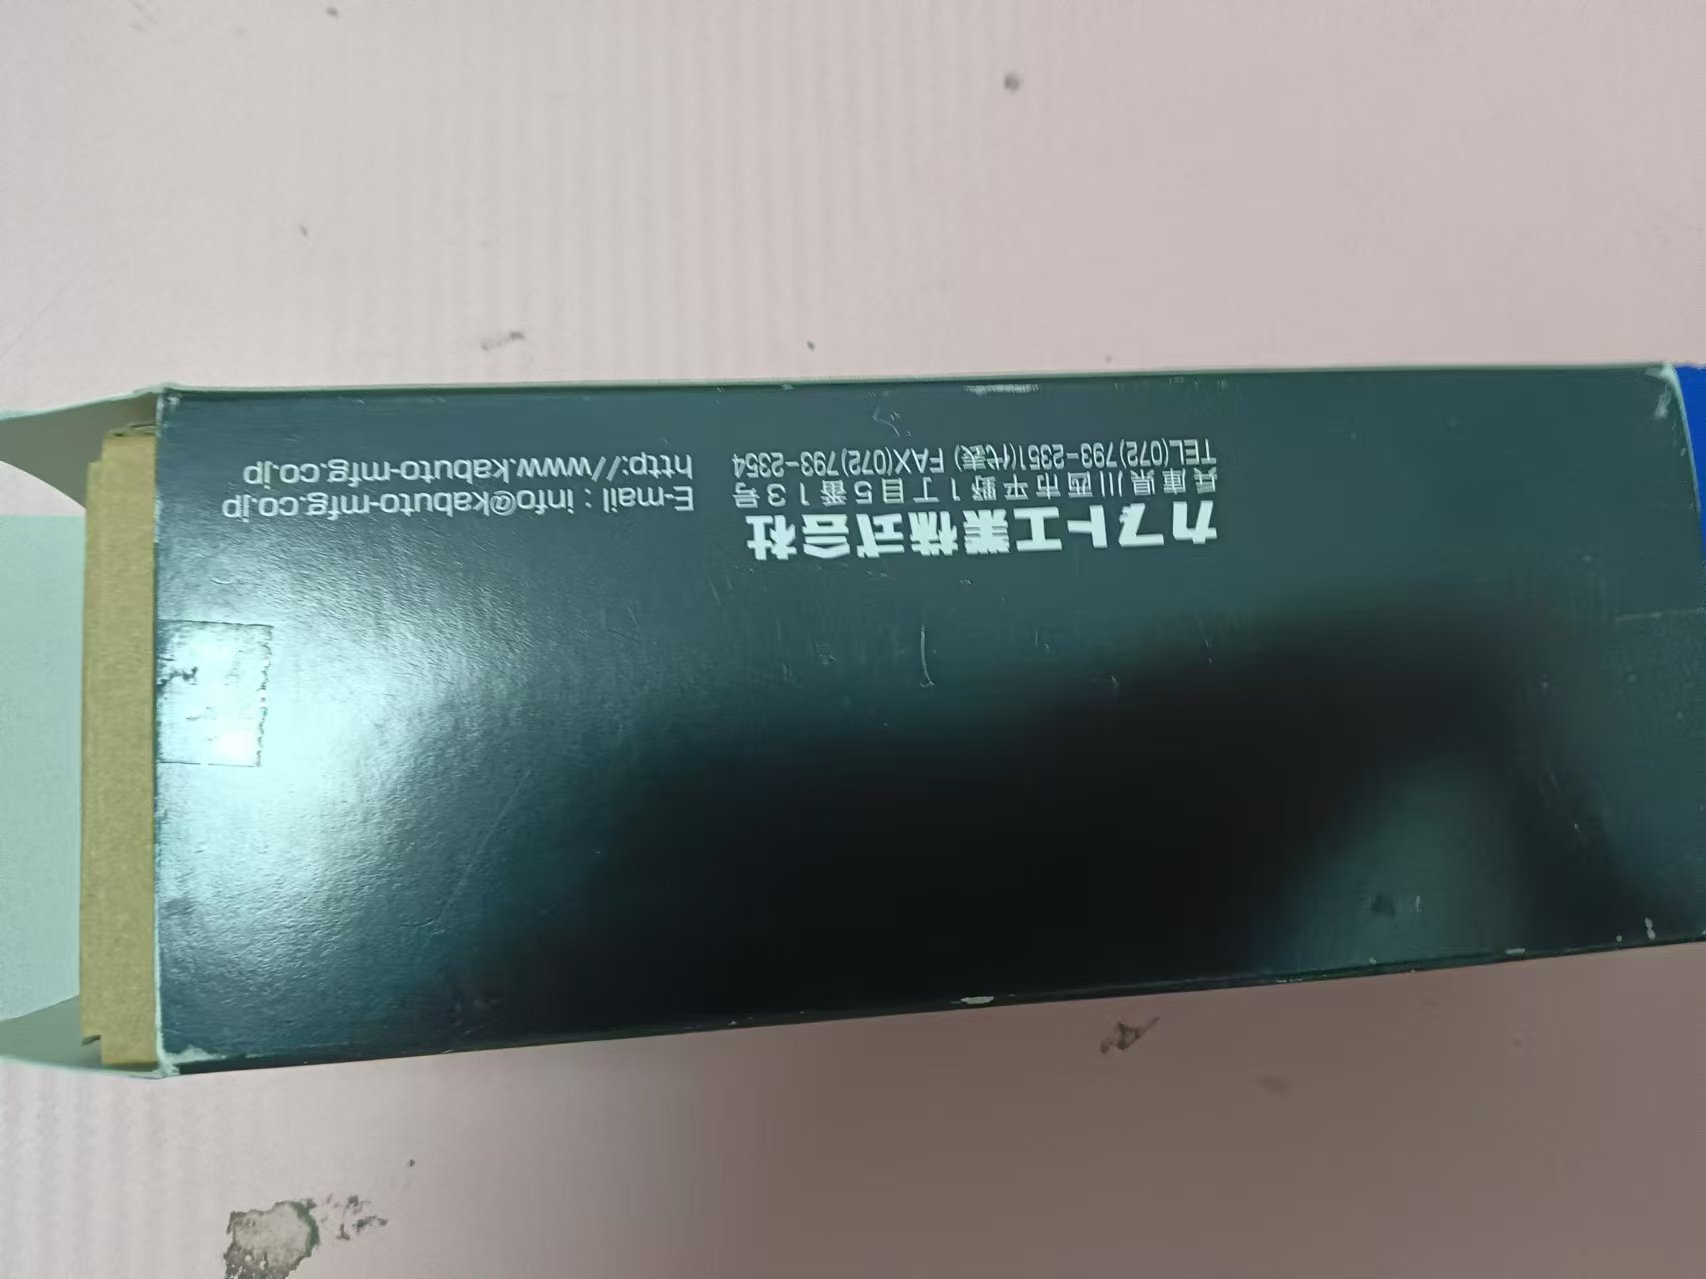 カブト工業株式会社
兵庫県川西市平野1丁目5番13号
TEL(072)793-2351(代表) FAX(072)793-2354
E-mail : info@kabuto-mfg.co.jp
http://www.kabuto-mfg.co.jp